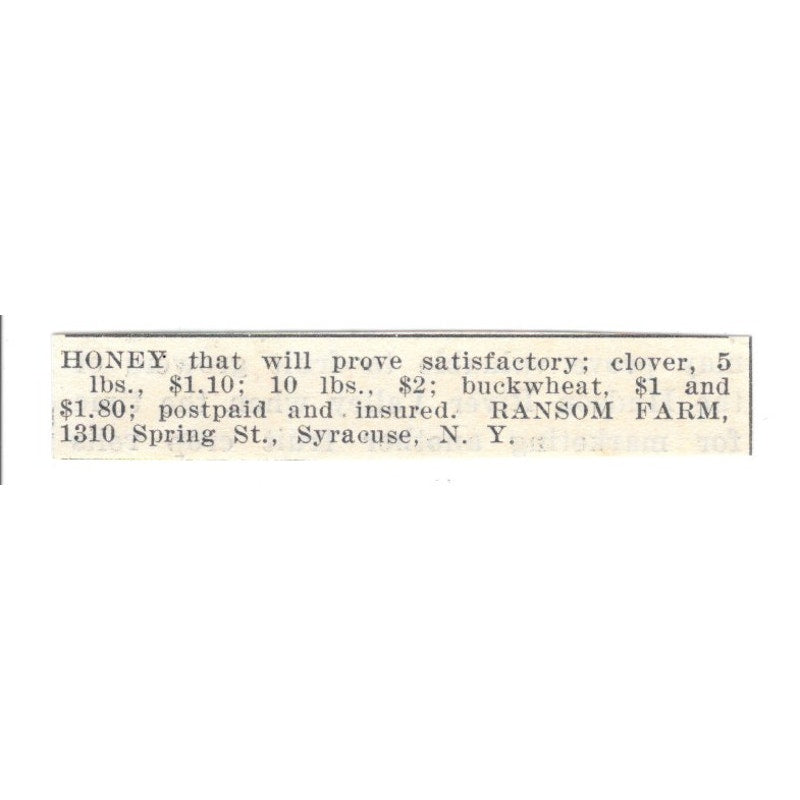 HONEY that will prove satisfactory; clover, 5
lbs., $1.10; 10 lbs., $2; buckwheat, $1 and
$1.80; postpaid and insured. RANSOM FARM,
1310 Spring St., Syracuse, N. Y.